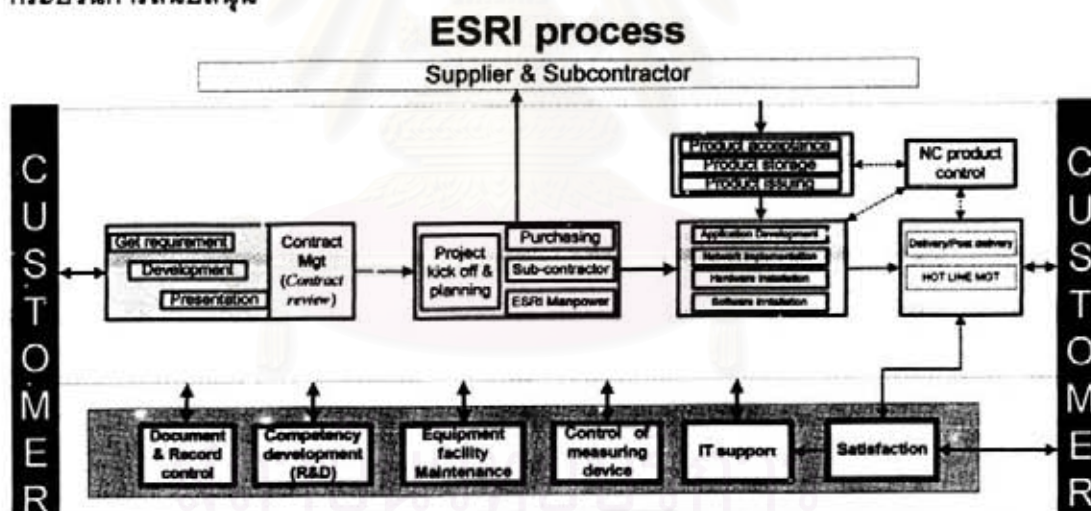 ESRI process
Supplier & Subcontractor
CUSTOMER
Get requirement
Development
Presentation
Contract
Mgt
(Contract
review)
Project
kick off &
planning
Purchasing
Sub-contractor
ESRI Manpower
Product acceptance
Product storage
Product issuing
Application Development
Network Implementation
Hardware Installation
Software Installation
NC product
control
Delivery/Post delivery
HOT LINE MGT
CUSTOMER
Document
& Record
control
Competency
development
(R&D)
Equipment
facility
Maintenance
Control of
measuring
device
IT support
Satisfaction